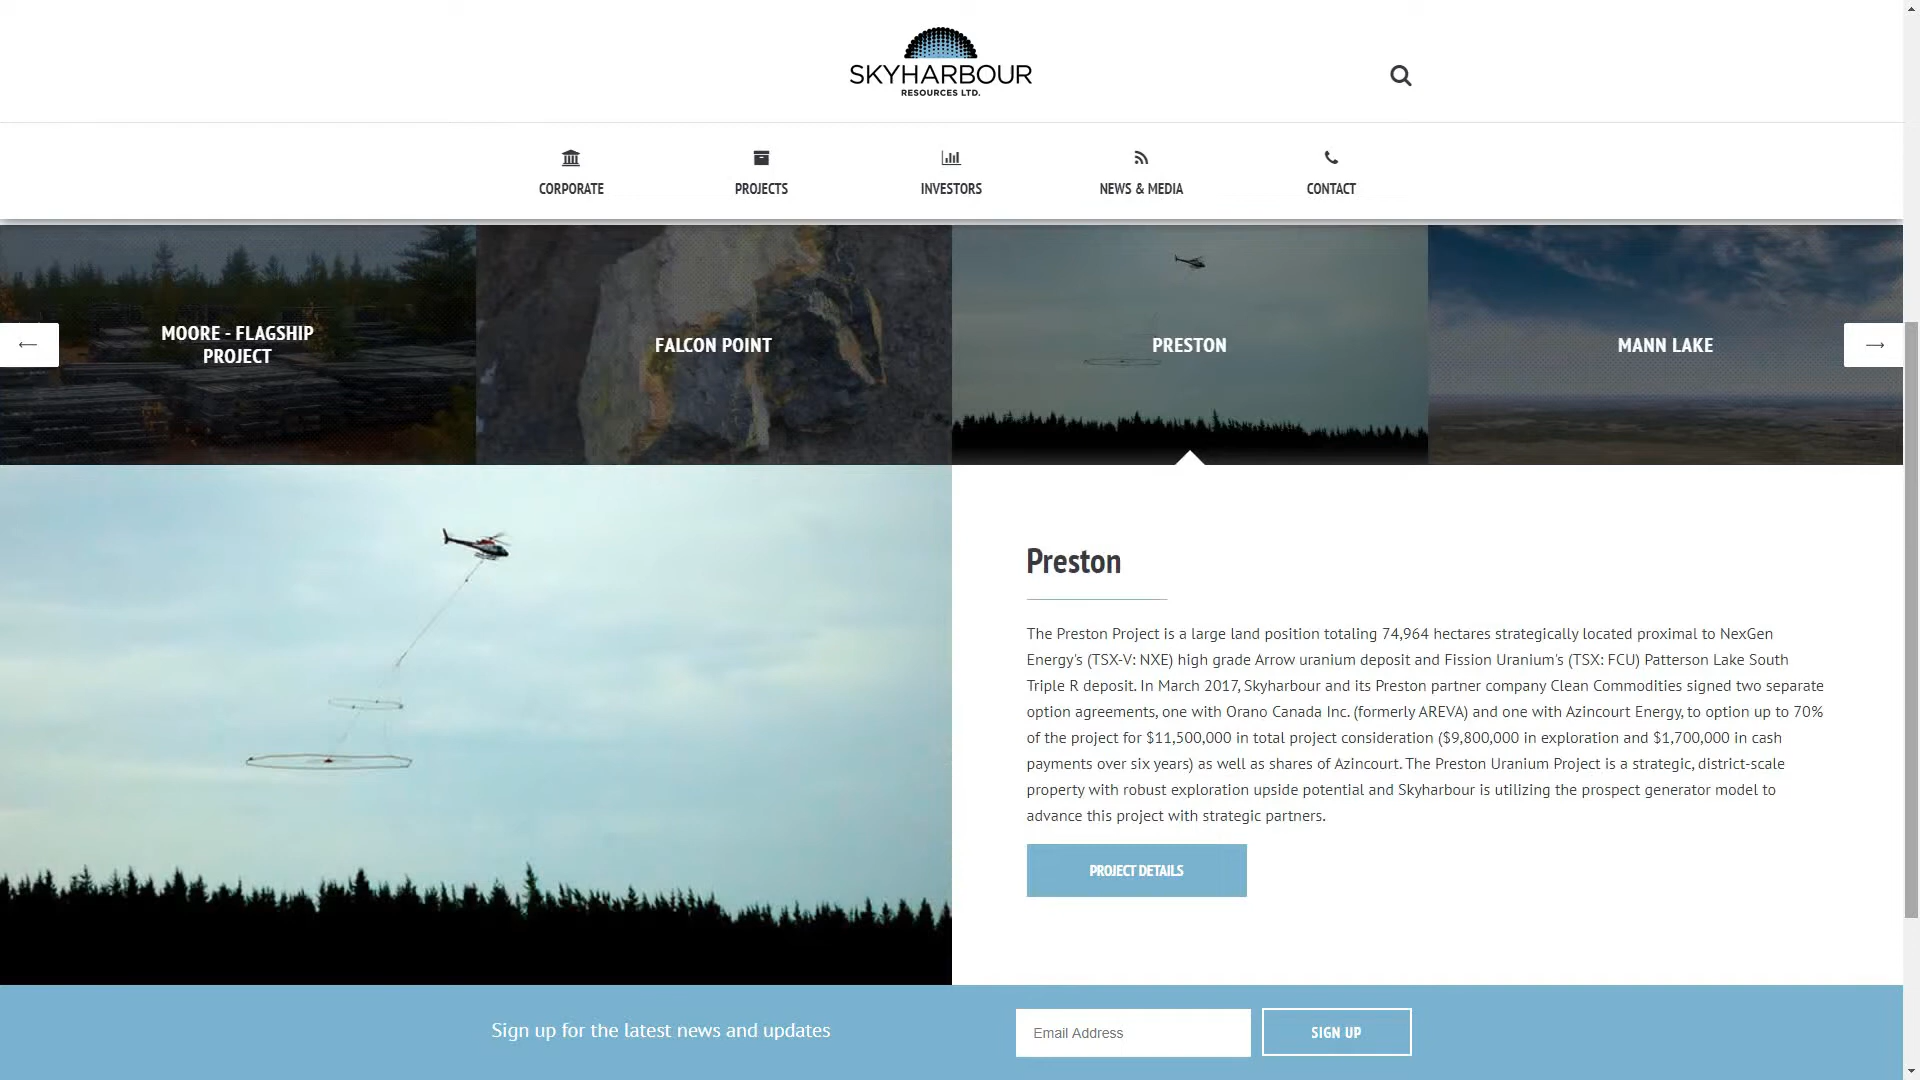 SKYHARBOUR
RESOURCES LTD.
CORPORATE
PROJECTS
INVESTORS
NEWS & MEDIA
CONTACT
MOORE - FLAGSHIP
PROJECT
FALCON POINT
PRESTON
MANN LAKE
Preston
The Preston Project is a large land position totaling 74,964 hectares strategically located proximal to NexGen
Energy's (TSX-V: NXE) high grade Arrow uranium deposit and Fission Uranium's (TSX: FCU) Patterson Lake South
Triple R deposit. In March 2017, Skyharbour and its Preston partner company Clean Commodities signed two separate
option agreements, one with Orano Canada Inc. (formerly AREVA) and one with Azincourt Energy, to option up to 70%
of the project for $11,500,000 in total project consideration ($9,800,000 in exploration and $1,700,000 in cash
payments over six years) as well as shares of Azincourt. The Preston Uranium Project is a strategic, district-scale
property with robust exploration upside potential and Skyharbour is utilizing the prospect generator model to
advance this project with strategic partners.
PROJECT DETAILS
Sign up for the latest news and updates
Email Address
SIGN UP